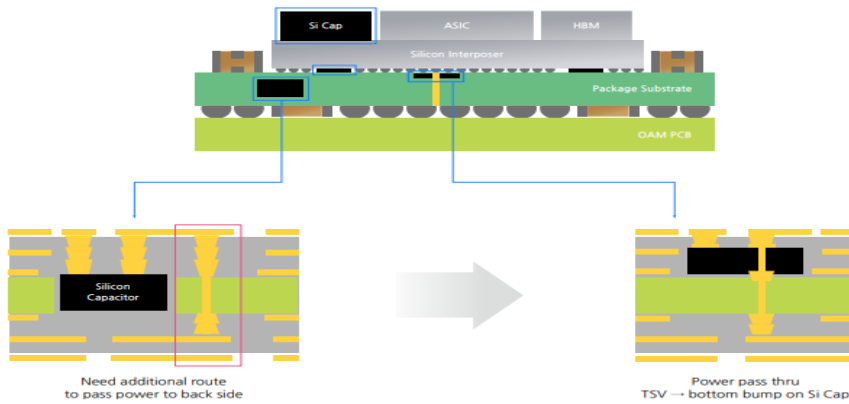 Si Cap
ASIC
HBM
Silicon Interposer
Package Substrate
OAM PCB
Silicon
Capacitor
Need additional route
to pass power to back side
Power pass thru
TSV → bottom bump on Si Cap